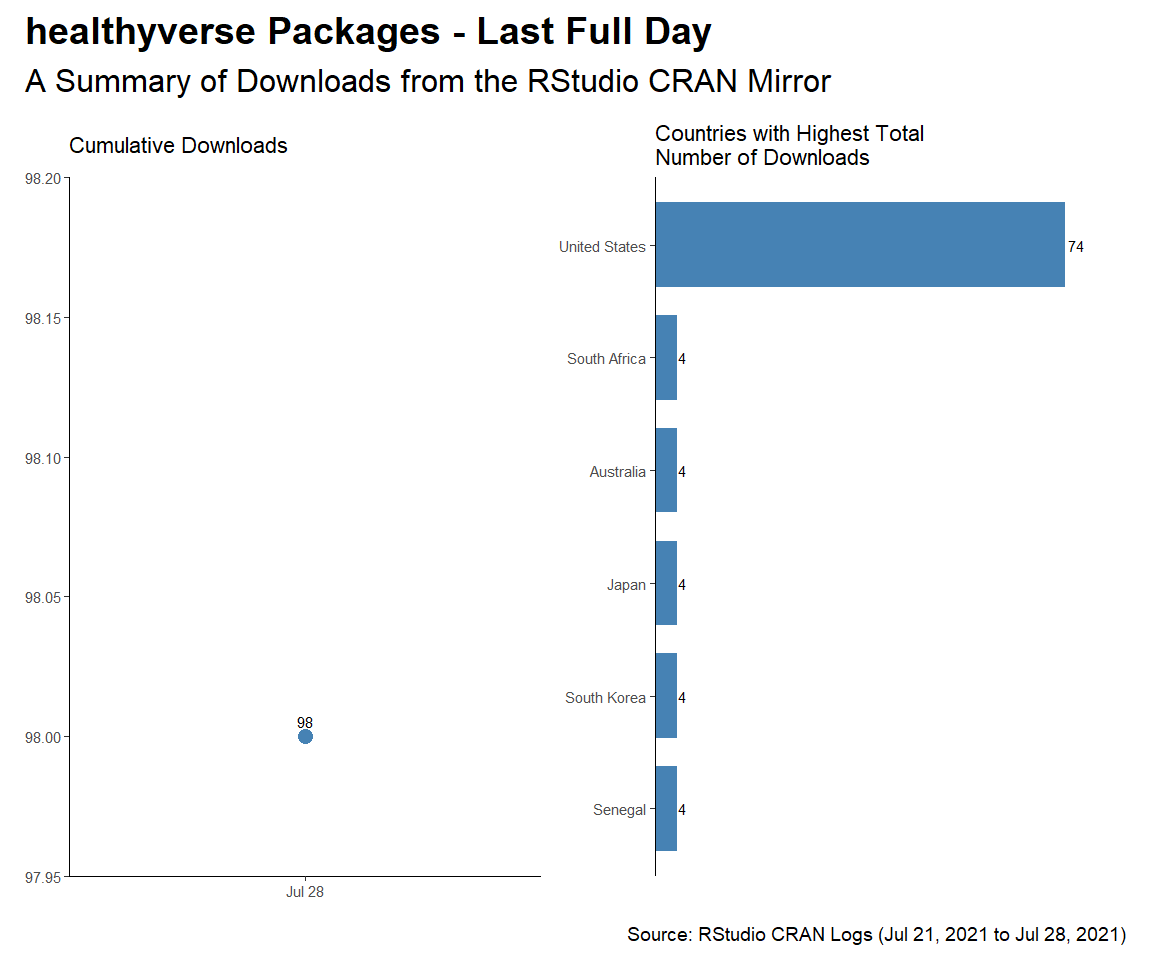 healthyverse Packages - Last Full Day
A Summary of Downloads from the RStudio CRAN Mirror
Cumulative Downloads
98.20
98.15
98.10
98.05
98.00
97.95
98
Jul 28
Countries with Highest Total
Number of Downloads
United States
74
South Africa
4
Australia
4
Japan
4
South Korea
4
Senegal
4
Source: RStudio CRAN Logs (Jul 21, 2021 to Jul 28, 2021)